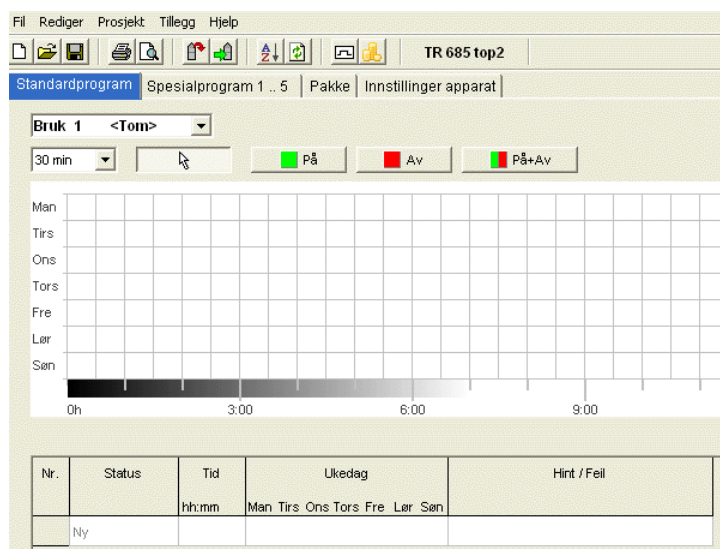 Fil Rediger Prosjekt Tillegg Hjelp
TR 685 top2
Standardprogram Spesialprogram 1 .. 5 Pakke Innstillinger apparat
Bruk 1 <Tom>
30 min På Av På+Av
Man
Tirs
Ons
Tors
Fre
Lør
Søn
0h 3:00 6:00 9:00
Nr. Status Tid Ukedag Hint / Feil
hh:mm Man Tirs Ons Tors Fre Lør Søn
Ny